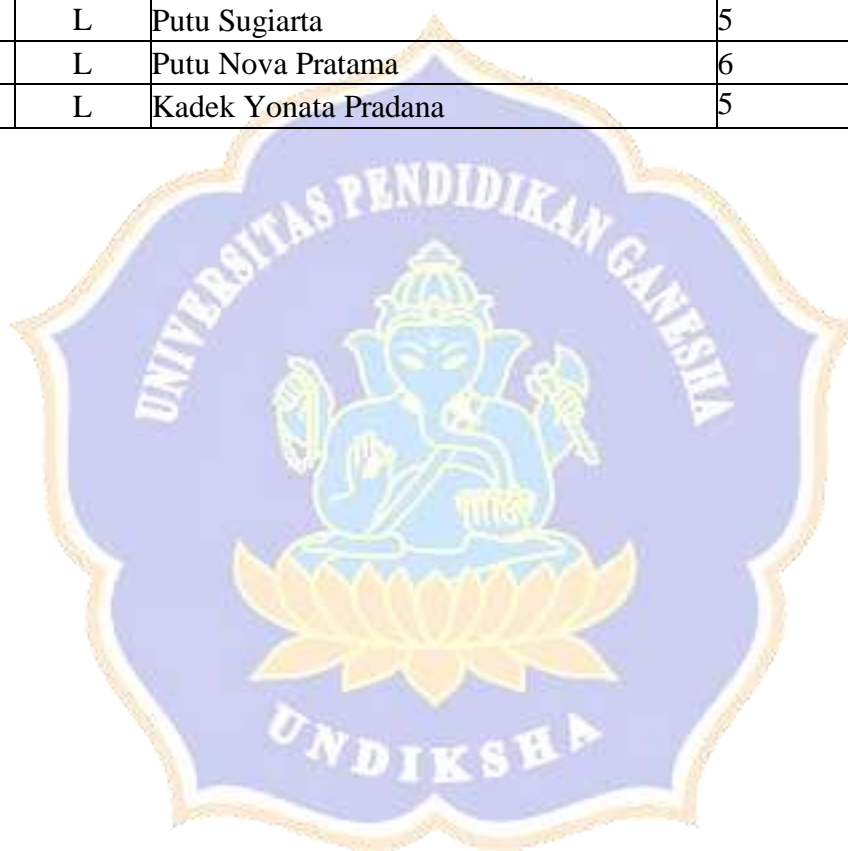 L Putu Sugiarta 5
L Putu Nova Pratama 6
L Kadek Yonata Pradana 5
UNIVERSITAS PENDIDIKAN GANESHA
UNDIKSHA